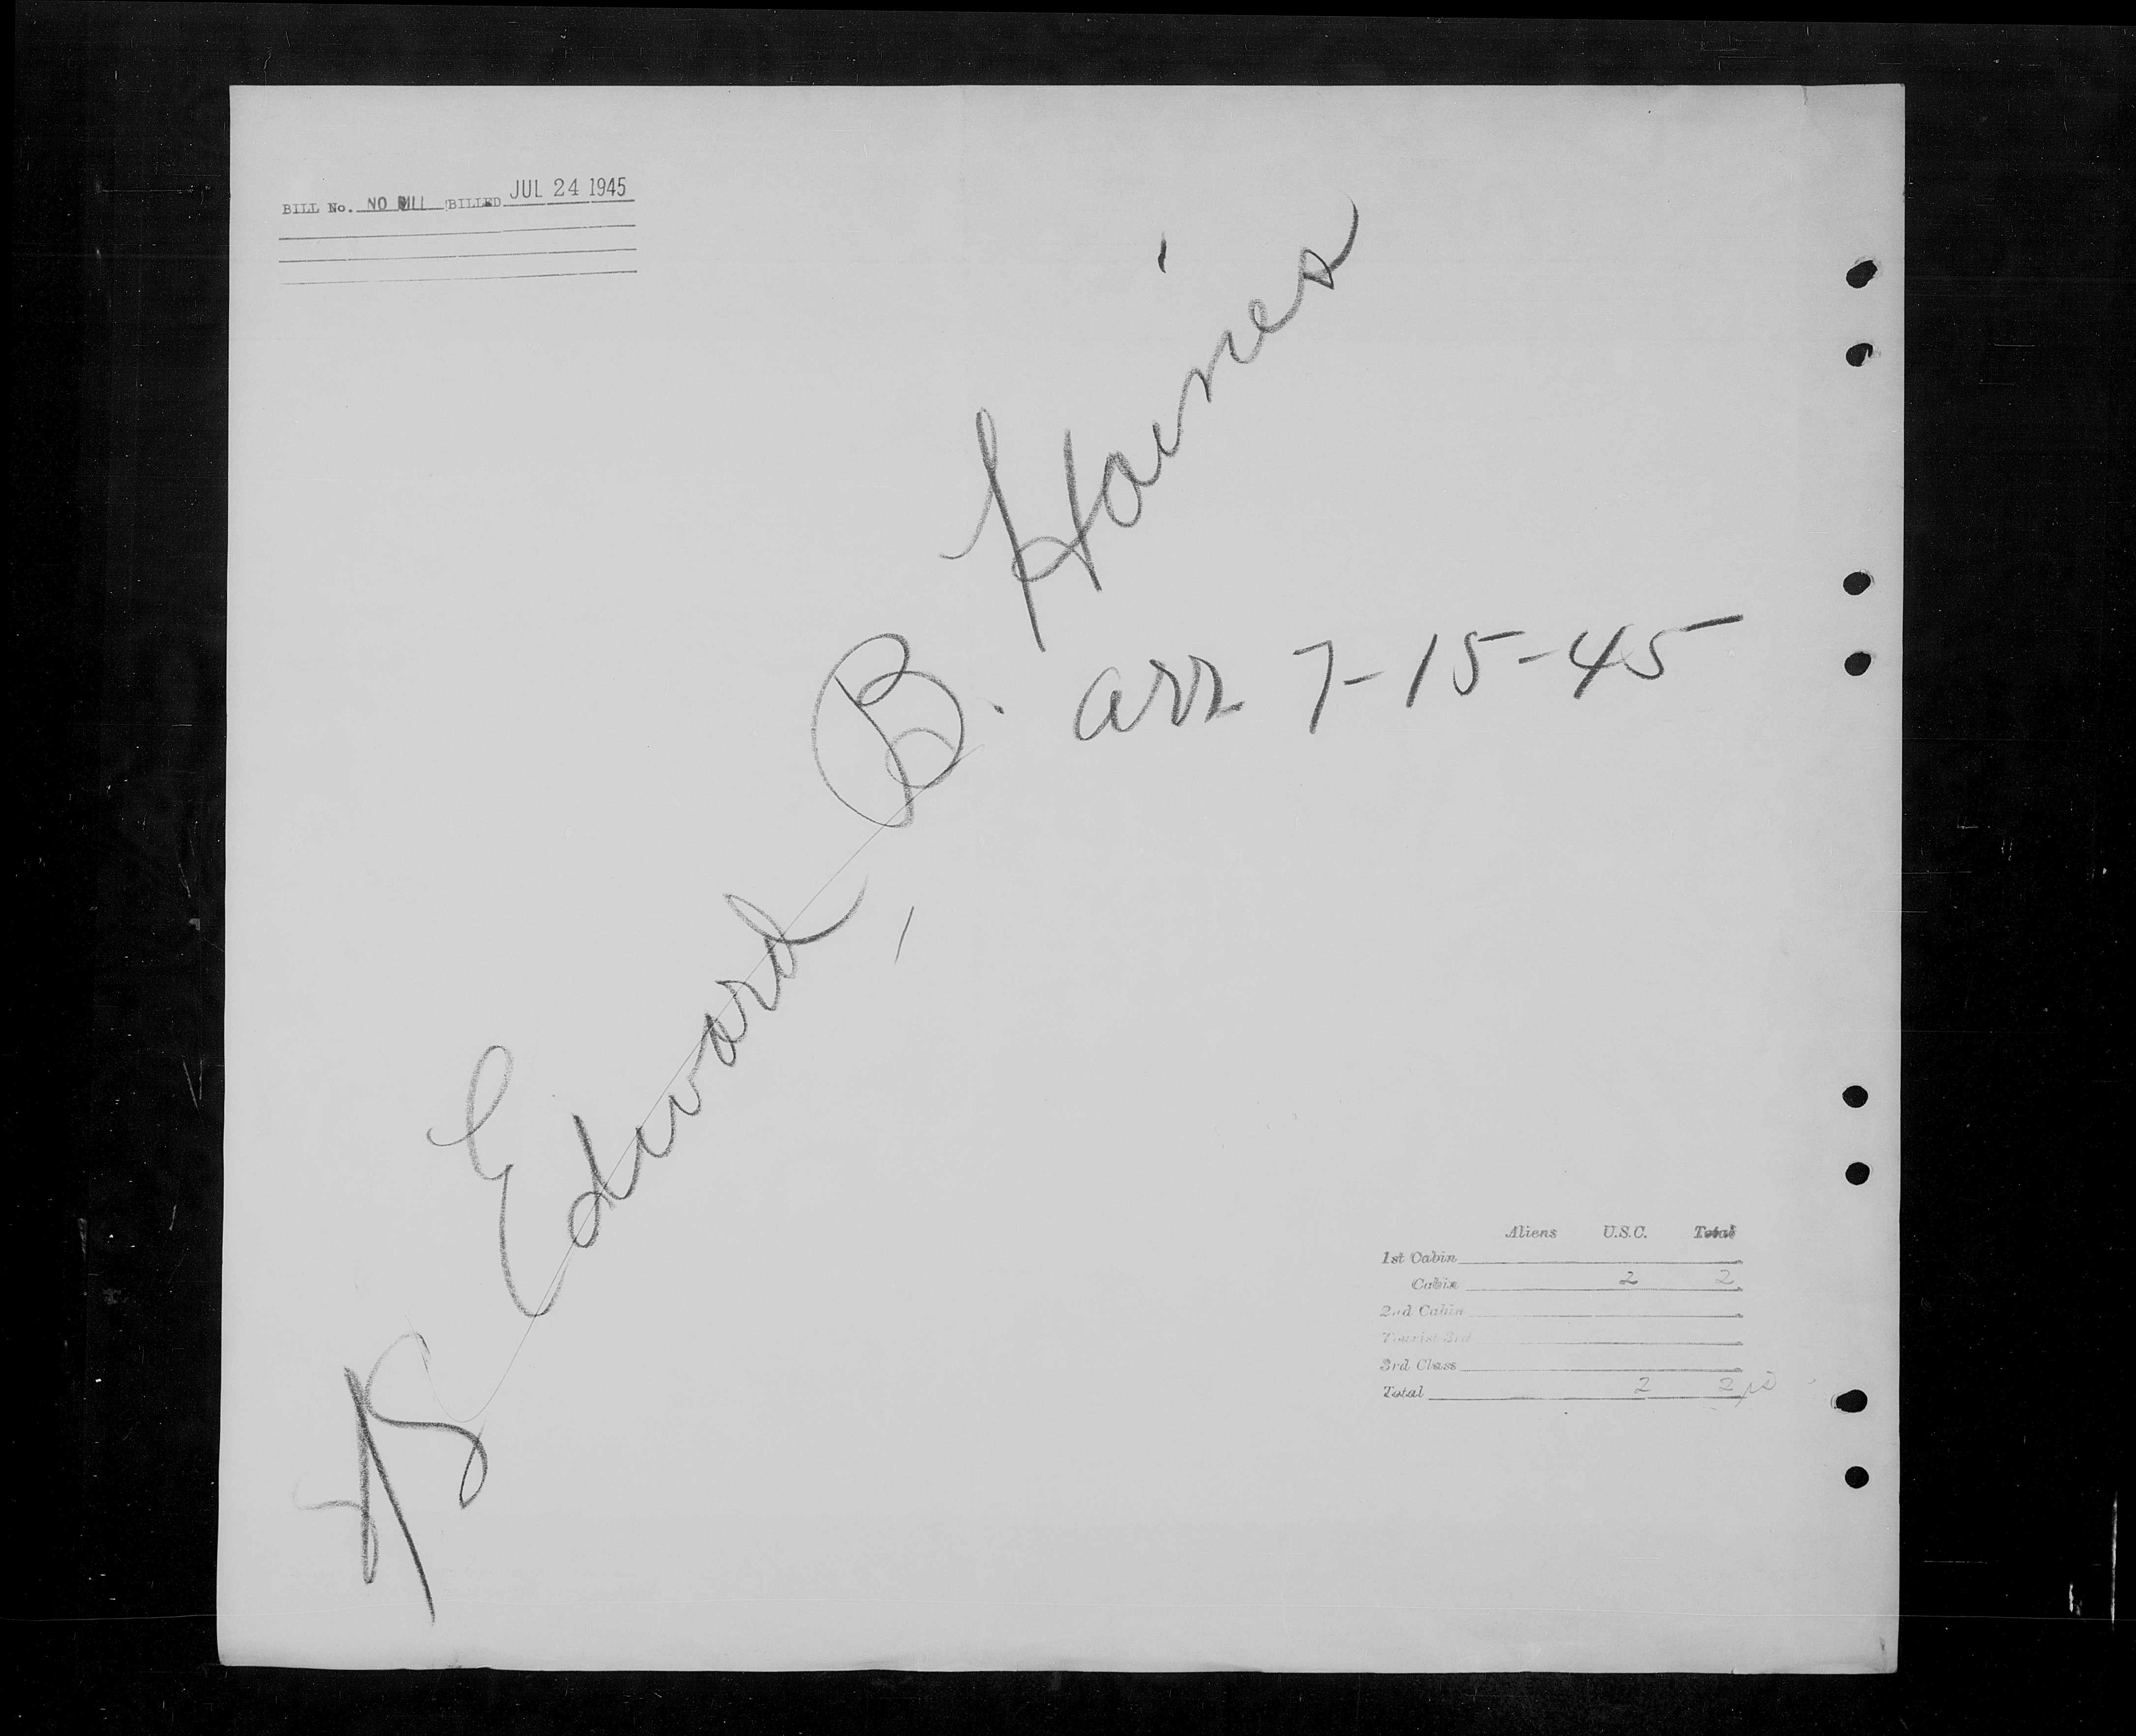 BILL No. NO BILL BILLED JUL 24 1945
SS Edward B. Haines
arr 7-15-45
Aliens U.S.C. Total
1st Cabin
Cabin 2 2
2nd Cabin
Tourist 3rd
3rd Class
Total 2 2